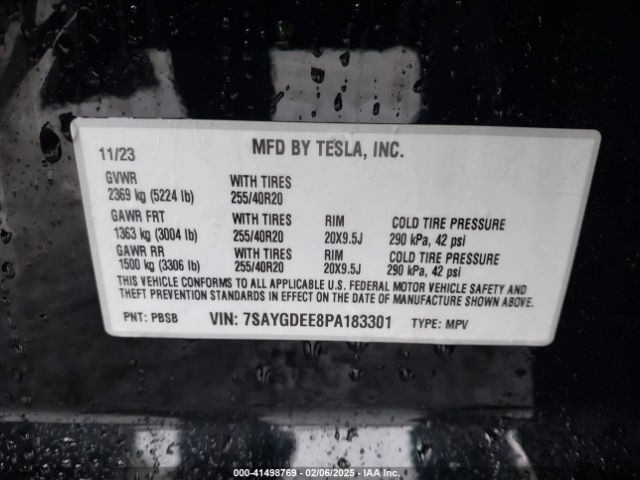 11/23 MFD BY TESLA, INC.
GVWR WITH TIRES
2369 kg (5224 lb) 255/40R20
GAWR FRT WITH TIRES RIM COLD TIRE PRESSURE
1363 kg (3004 lb) 255/40R20 20X9.5J 290 kPa, 42 psi
GAWR RR WITH TIRES RIM COLD TIRE PRESSURE
1500 kg (3306 lb) 255/40R20 20X9.5J 290 kPa, 42 psi
THIS VEHICLE CONFORMS TO ALL APPLICABLE U.S. FEDERAL MOTOR VEHICLE SAFETY AND
THEFT PREVENTION STANDARDS IN EFFECT ON THE DATE OF MANUFACTURE SHOWN ABOVE.
PNT: PBSB VIN: 7SAYGDEE8PA183301 TYPE: MPV
000-41498769 - 02/06/2025 - IAA Inc.